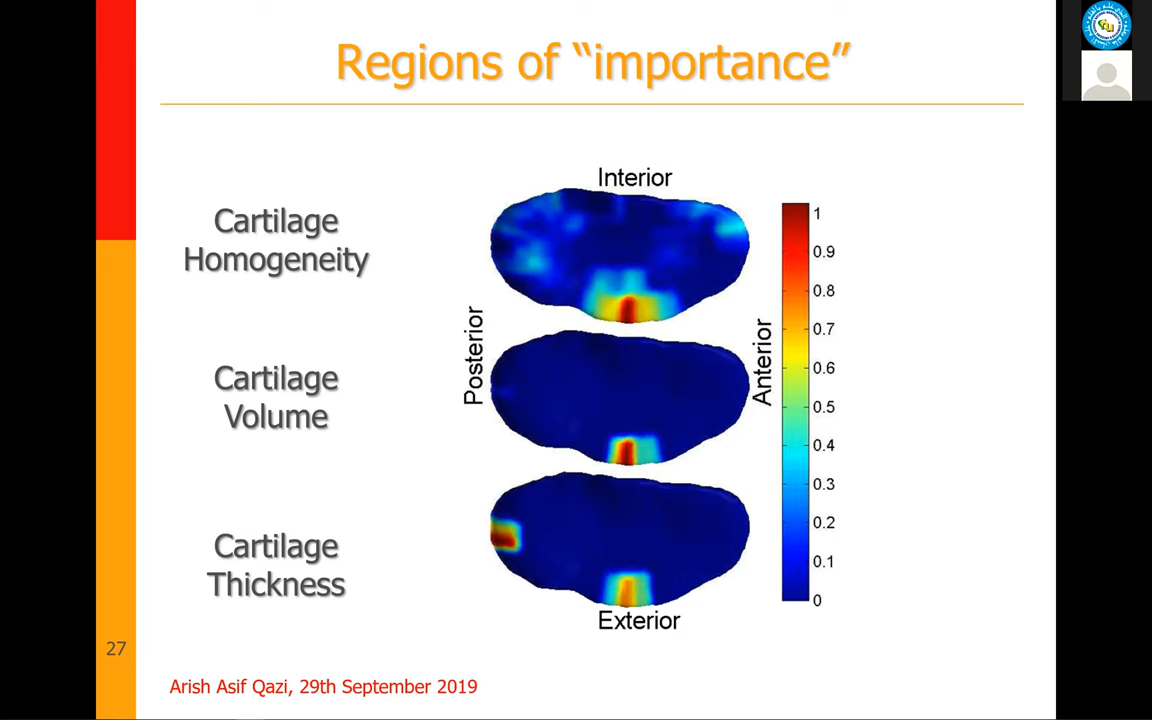 Regions of “importance”
Interior
Cartilage
Homogeneity
Posterior
Anterior
Cartilage
Volume
Cartilage
Thickness
Exterior
1
0.9
0.8
0.7
0.6
0.5
0.4
0.3
0.2
0.1
0
27
Arish Asif Qazi, 29th September 2019